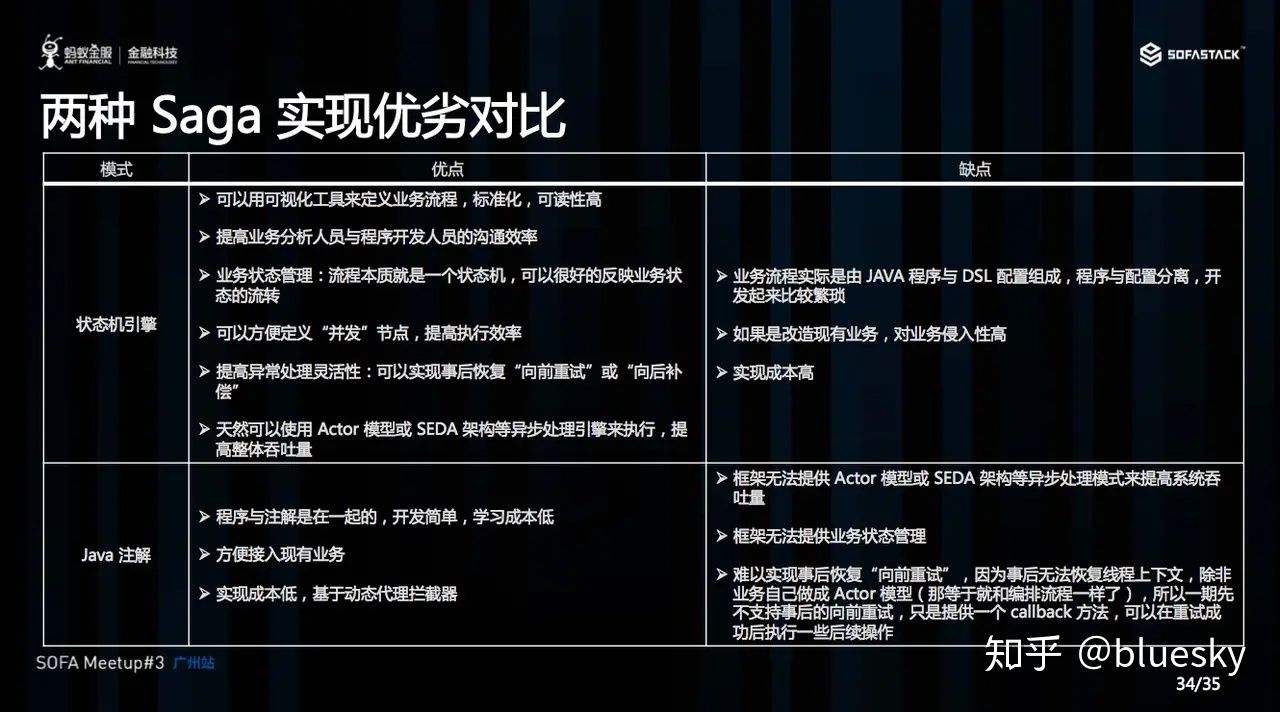 蚂蚁金服
ANT FINANCIAL
金融科技
FINANCIAL TECHNOLOGY
SOFASTACK™
两种 Saga 实现优劣对比
模式
优点
缺点
状态机引擎
➢ 可以用可视化工具来定义业务流程，标准化，可读性高
➢ 提高业务分析人员与程序开发人员的沟通效率
➢ 业务状态管理：流程本质就是一个状态机，可以很好的反映业务状
态的流转
➢ 可以方便定义“并发”节点，提高执行效率
➢ 提高异常处理灵活性：可以实现事后恢复“向前重试”或“向后补
偿”
➢ 天然可以使用 Actor 模型或 SEDA 架构等异步处理引擎来执行，提
高整体吞吐量
➢ 业务流程实际是由 JAVA 程序与 DSL 配置组成，程序与配置分离，开
发起来比较繁琐
➢ 如果是改造现有业务，对业务侵入性高
➢ 实现成本高
Java 注解
➢ 程序与注解是在一起的，开发简单，学习成本低
➢ 方便接入现有业务
➢ 实现成本低，基于动态代理拦截器
➢ 框架无法提供 Actor 模型或 SEDA 架构等异步处理模式来提高系统吞
吐量
➢ 框架无法提供业务状态管理
➢ 难以实现事后恢复“向前重试”，因为事后无法恢复线程上下文，除非
业务自己做成 Actor 模型（那等于就和编排流程一样了），所以一期先
不支持事后的向前重试，只是提供一个 callback 方法，可以在重试成
功后执行一些后续操作
SOFA Meetup#3 广州站
知乎 @bluesky
34/35